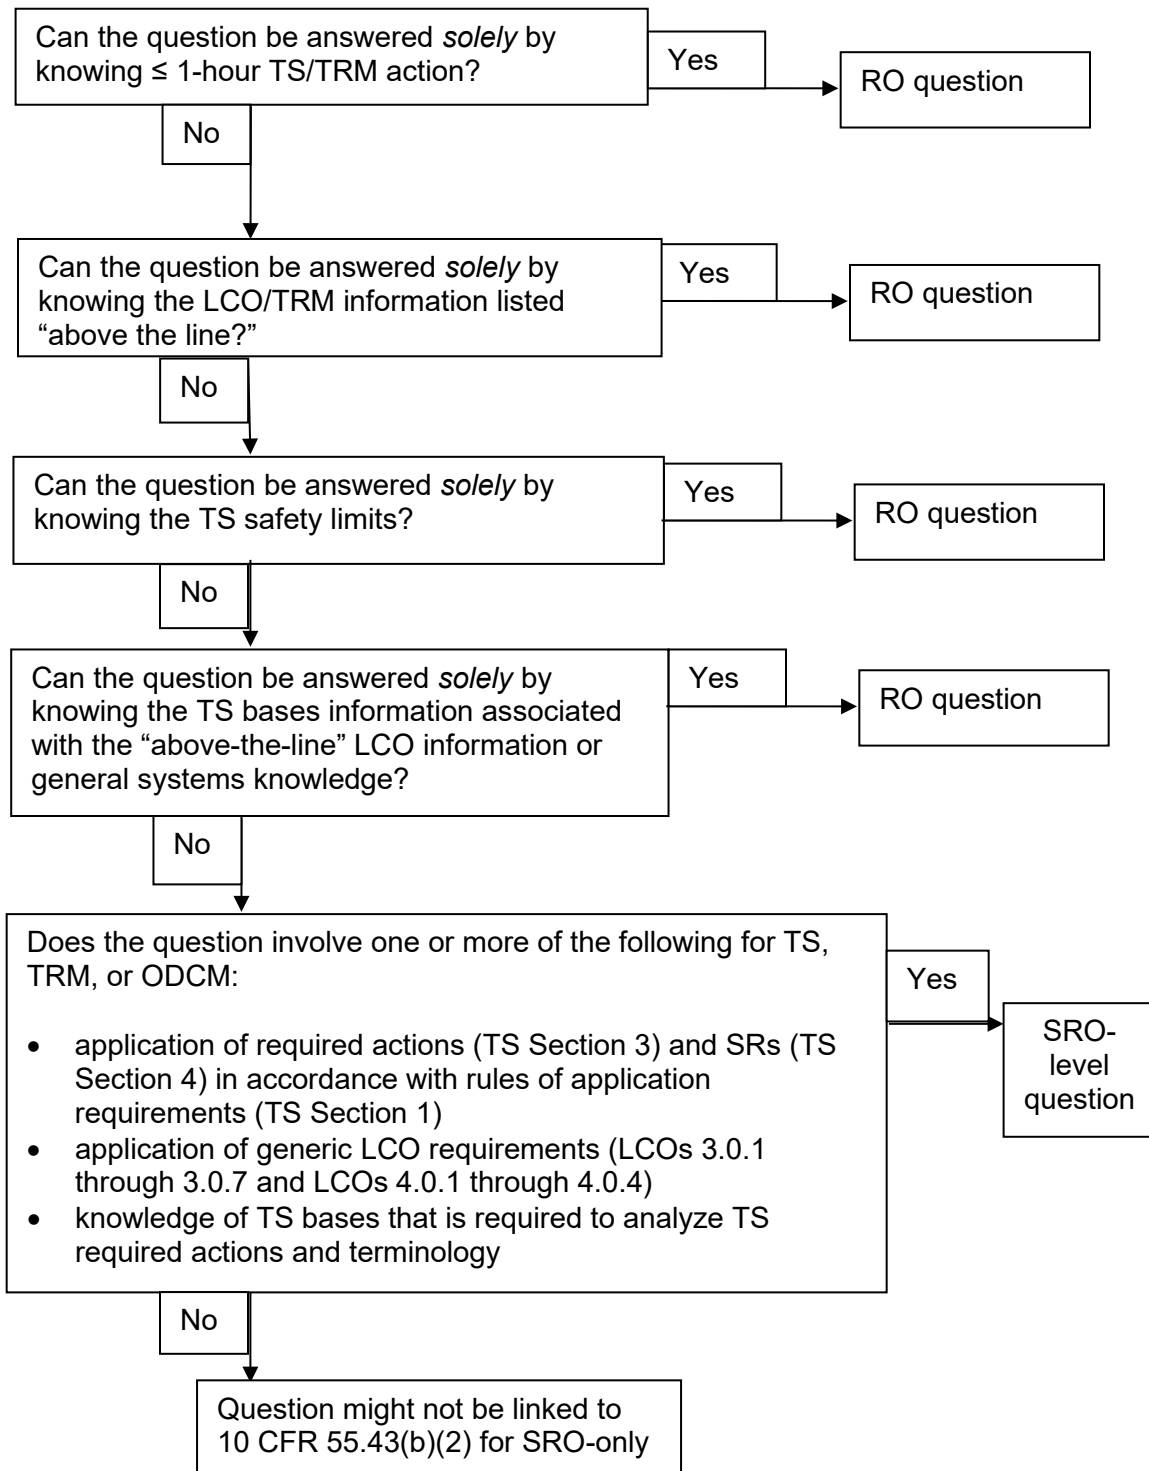 Can the question be answered solely by
knowing ≤ 1-hour TS/TRM action?
Yes
RO question
No
Can the question be answered solely by
knowing the LCO/TRM information listed
“above the line?”
Yes
RO question
No
Can the question be answered solely by
knowing the TS safety limits?
Yes
RO question
No
Can the question be answered solely by
knowing the TS bases information associated
with the “above-the-line” LCO information or
general systems knowledge?
Yes
RO question
No
Does the question involve one or more of the following for TS,
TRM, or ODCM:
• application of required actions (TS Section 3) and SRs (TS
Section 4) in accordance with rules of application
requirements (TS Section 1)
• application of generic LCO requirements (LCOs 3.0.1
through 3.0.7 and LCOs 4.0.1 through 4.0.4)
• knowledge of TS bases that is required to analyze TS
required actions and terminology
Yes
SRO-
level
question
No
Question might not be linked to
10 CFR 55.43(b)(2) for SRO-only